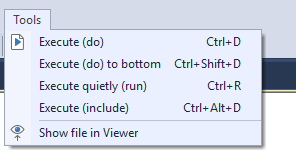 Tools
Execute (do) Ctrl+D
Execute (do) to bottom Ctrl+Shift+D
Execute quietly (run) Ctrl+R
Execute (include) Ctrl+Alt+D
Show file in Viewer